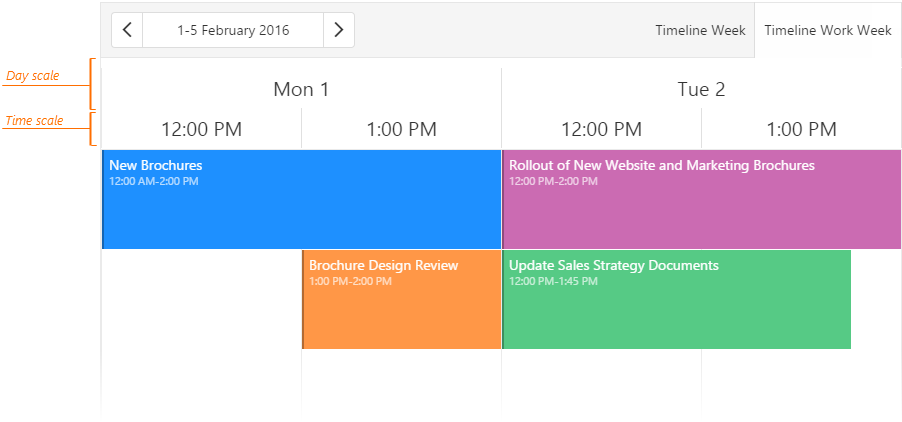 1-5 February 2016
Timeline Week
Timeline Work Week
Day scale
Mon 1
Tue 2
Time scale
12:00 PM
1:00 PM
12:00 PM
1:00 PM
New Brochures
12:00 AM-2:00 PM
Rollout of New Website and Marketing Brochures
12:00 PM-2:00 PM
Brochure Design Review
1:00 PM-2:00 PM
Update Sales Strategy Documents
12:00 PM-1:45 PM